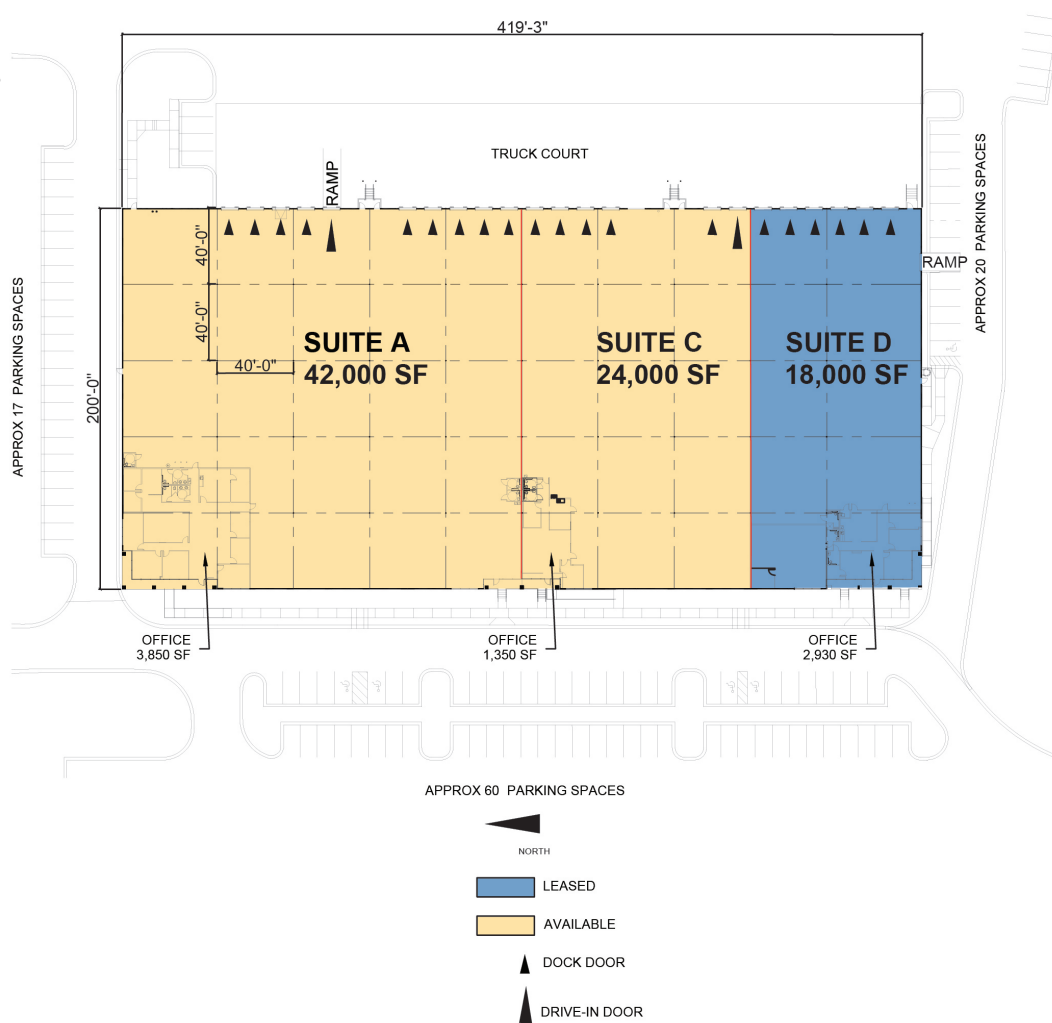 419'-3"
TRUCK COURT
RAMP
APPROX 20 PARKING SPACES
40'-0"
RAMP
APPROX 17 PARKING SPACES
40'-0"
200'-0"
40'-0"
SUITE A
42,000 SF
SUITE C
24,000 SF
SUITE D
18,000 SF
OFFICE
3,850 SF
OFFICE
1,350 SF
OFFICE
2,930 SF
APPROX 60 PARKING SPACES
NORTH
LEASED
AVAILABLE
DOCK DOOR
DRIVE-IN DOOR